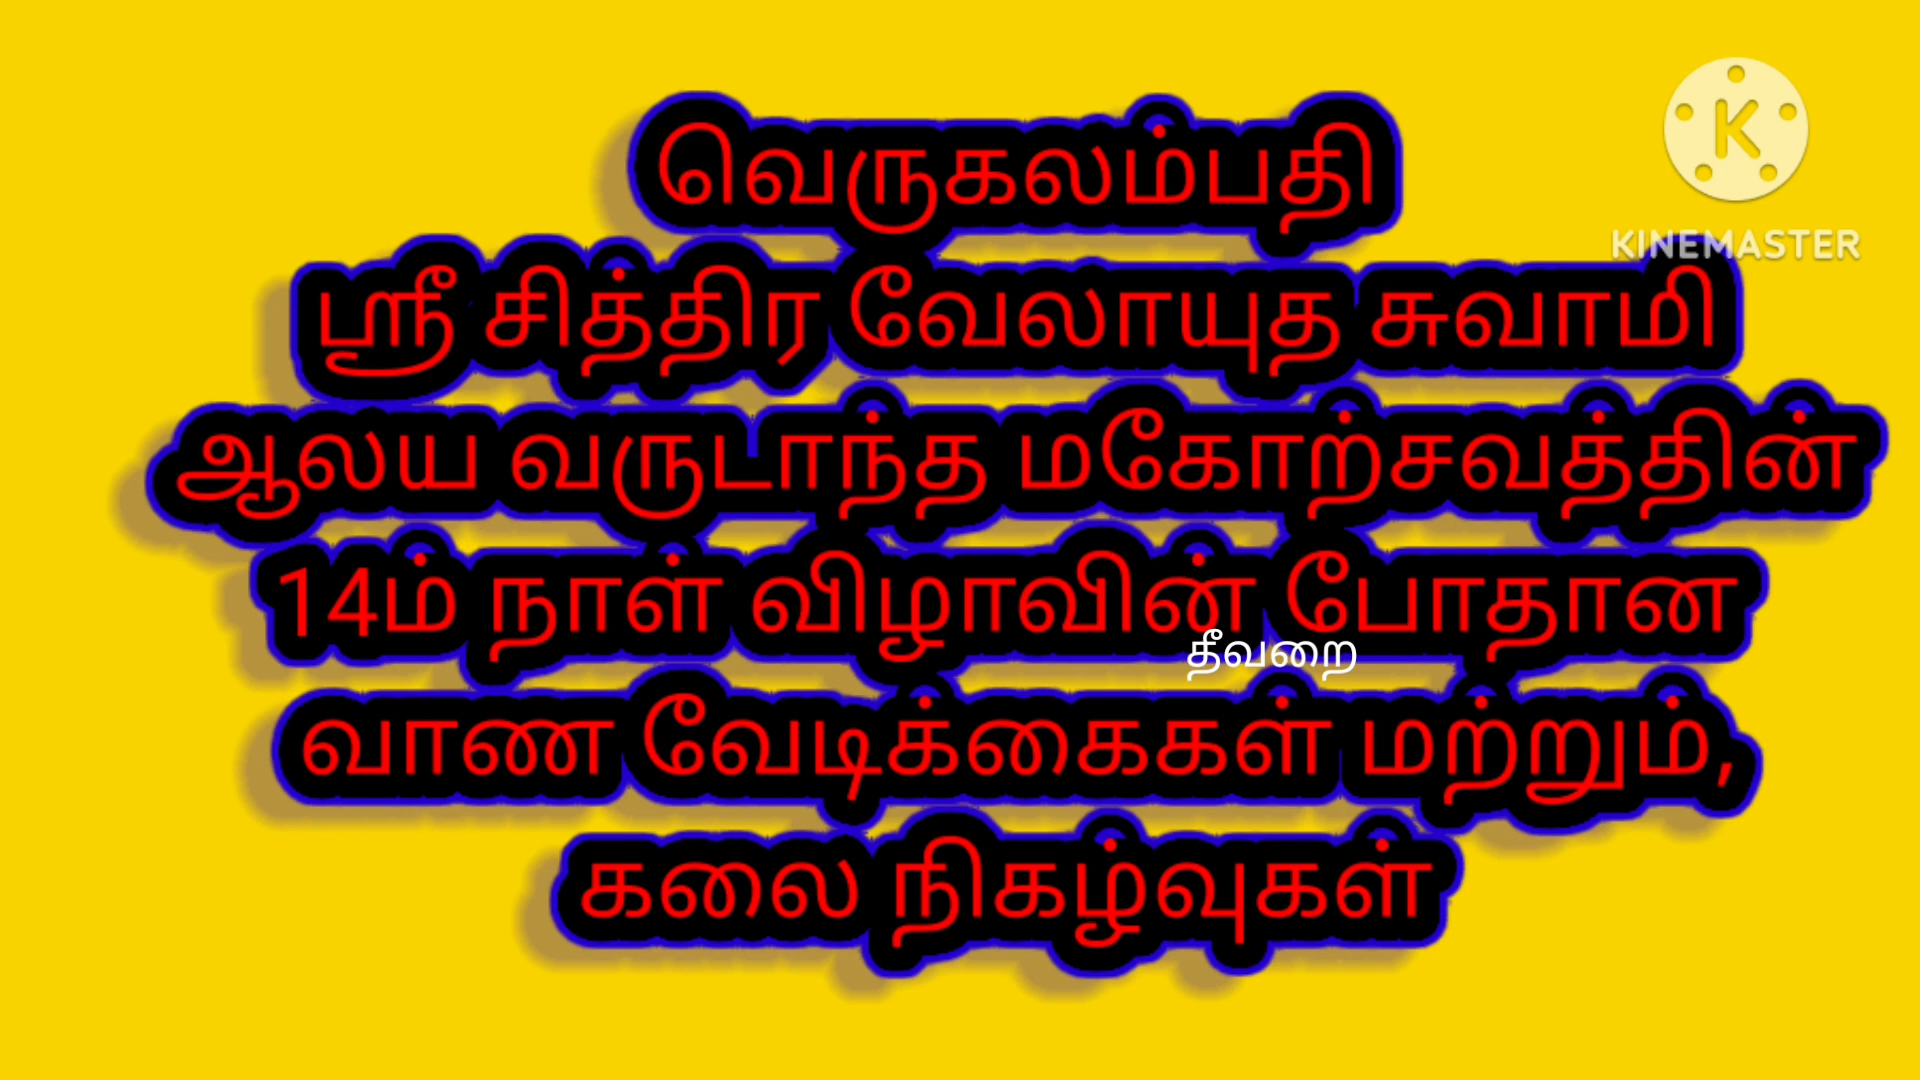 வெருகலம்பதி
ஸ்ரீ சித்திர வேலாயுத சுவாமி
ஆலய வருடாந்த மகோற்சவத்தின்
14ம் நாள் விழாவின் போதான
தீவறை
வாண வேடிக்கைகள் மற்றும்,
கலை நிகழ்வுகள்
K
KINEMASTER